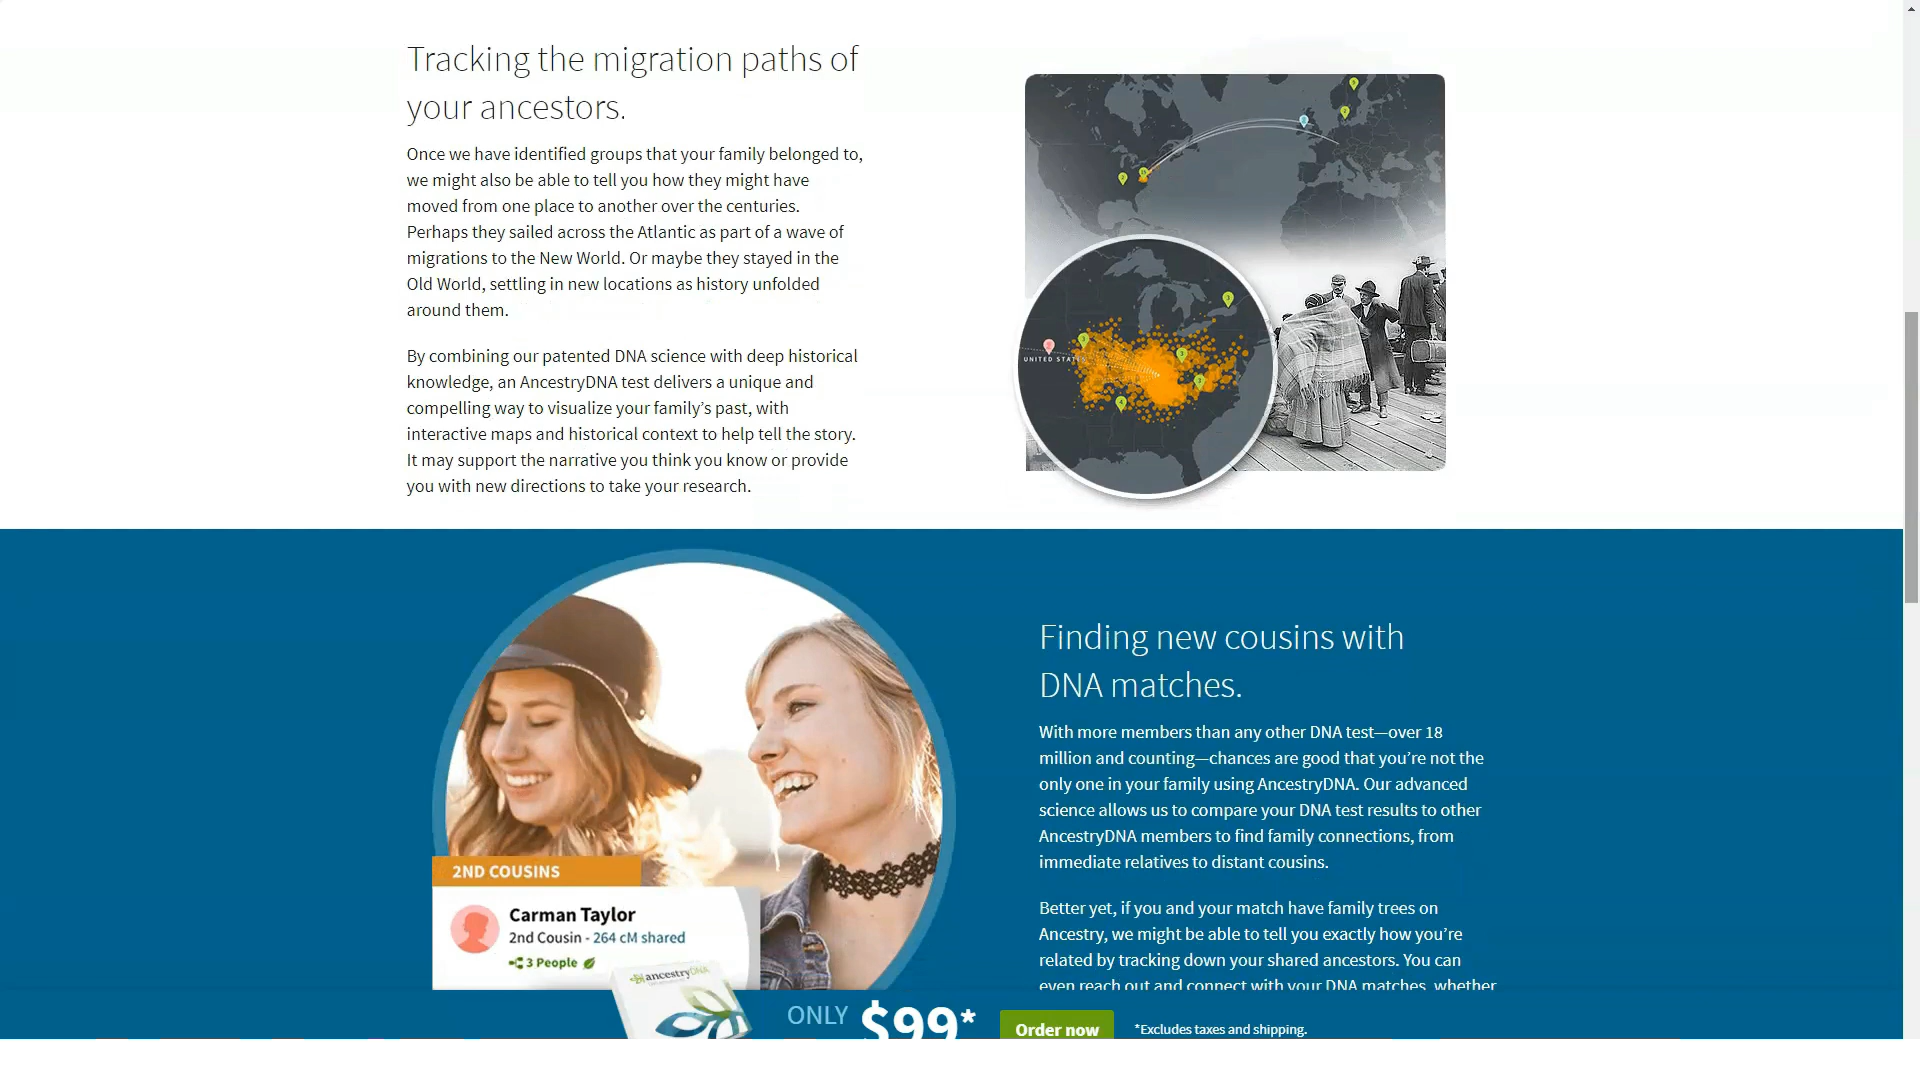 Tracking the migration paths of
your ancestors.
Once we have identified groups that your family belonged to,
we might also be able to tell you how they might have
moved from one place to another over the centuries.
Perhaps they sailed across the Atlantic as part of a wave of
migrations to the New World. Or maybe they stayed in the
Old World, settling in new locations as history unfolded
around them.
By combining our patented DNA science with deep historical
knowledge, an AncestryDNA test delivers a unique and
compelling way to visualize your family’s past, with
interactive maps and historical context to help tell the story.
It may support the narrative you think you know or provide
you with new directions to take your research.
UNITED STATES
Finding new cousins with
DNA matches.
With more members than any other DNA test—over 18
million and counting—chances are good that you’re not the
only one in your family using AncestryDNA. Our advanced
science allows us to compare your DNA test results to other
AncestryDNA members to find family connections, from
immediate relatives to distant cousins.
Better yet, if you and your match have family trees on
Ancestry, we might be able to tell you exactly how you’re
related by tracking down your shared ancestors. You can
even reach out and connect with your DNA matches, whether
2ND COUSINS
Carman Taylor
2nd Cousin - 264 cM shared
3 People
ancestryDNA
ONLY $99*
Order now
*Excludes taxes and shipping.